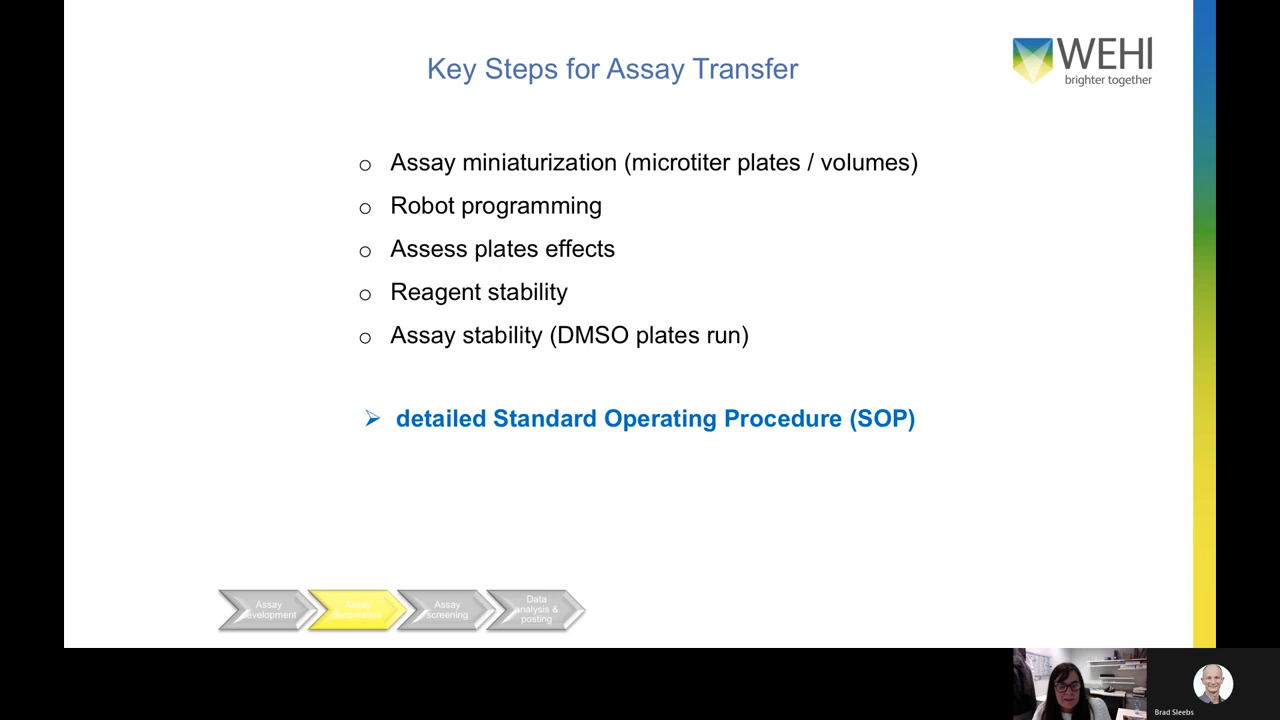 Key Steps for Assay Transfer
WEHI
brighter together
Assay miniaturization (microtiter plates / volumes)
Robot programming
Assess plates effects
Reagent stability
Assay stability (DMSO plates run)
detailed Standard Operating Procedure (SOP)
Assay
Assay
Assay
screening
Data
analysis &
posting
Brad Sleebs